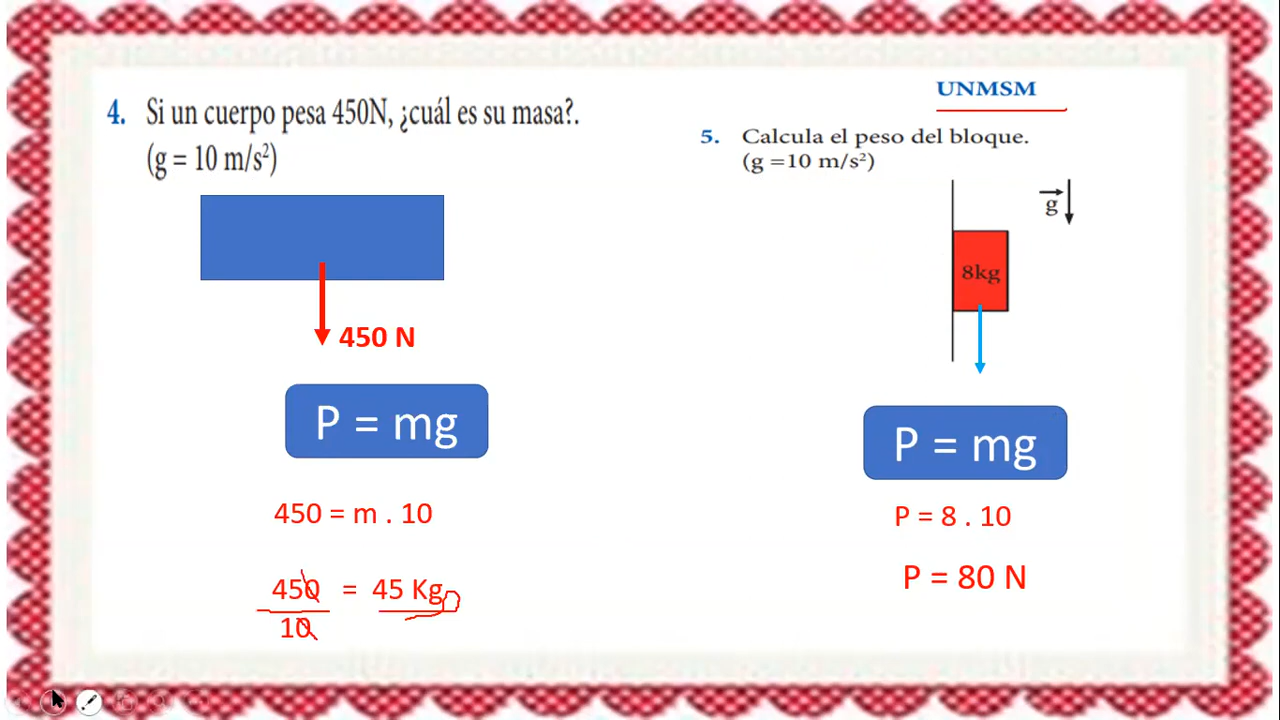 4. Si un cuerpo pesa 450N, ¿cuál es su masa?.
(g = 10 m/s²)
450 N
P = mg
450 = m . 10
450 = 45 Kg
10
UNMSM
5. Calcula el peso del bloque.
(g =10 m/s²)
g
8kg
P = mg
P = 8 . 10
P = 80 N